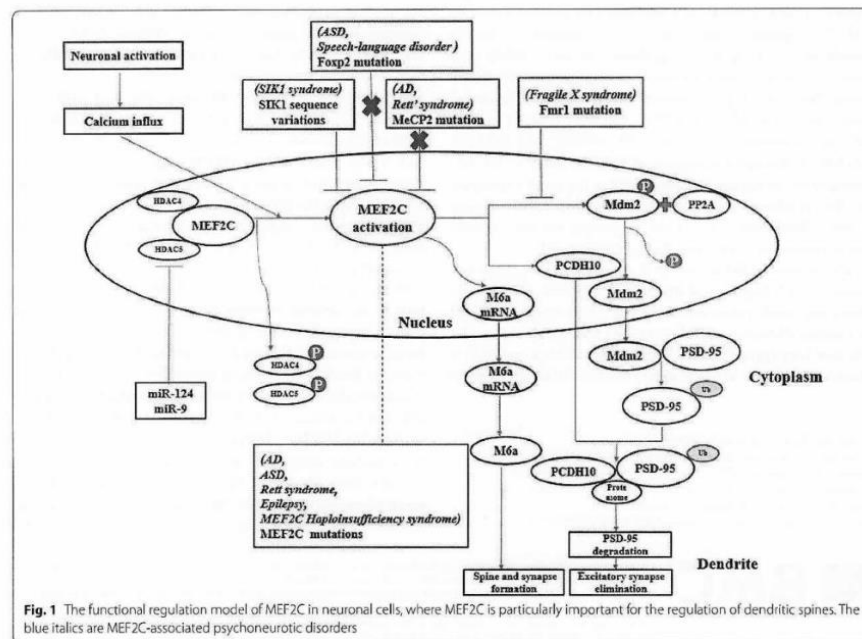 (ASD,
Speech-language disorder )
Foxp2 mutation
Neuronal activation
(SIK1 syndrome)
SIK1 sequence
variations
(AD,
Rett' syndrome)
MeCP2 mutation
(Fragile X syndrome)
Fmr1 mutation
Calcium influx
HDAC4
MEF2C
HDAC5
MEF2C
activation
P
Mdm2
PP2A
P
PCDH10
Mdm2
M6a
mRNA
Nucleus
HDAC4
P
HDAC5
P
miR-124
miR-9
M6a
mRNA
Mdm2
PSD-95
Cytoplasm
PSD-95
Ub
M6a
PCDH10
PSD-95
Ub
Prote
asome
(AD,
ASD,
Rett syndrome,
Epilepsy,
MEF2C Haploinsufficiency syndrome)
MEF2C mutations
PSD-95
degradation
Dendrite
Spine and synapse
formation
Excitatory synapse
elimination
Fig. 1 The functional regulation model of MEF2C in neuronal cells, where MEF2C is particularly important for the regulation of dendritic spines. The
blue italics are MEF2C-associated psychoneurotic disorders